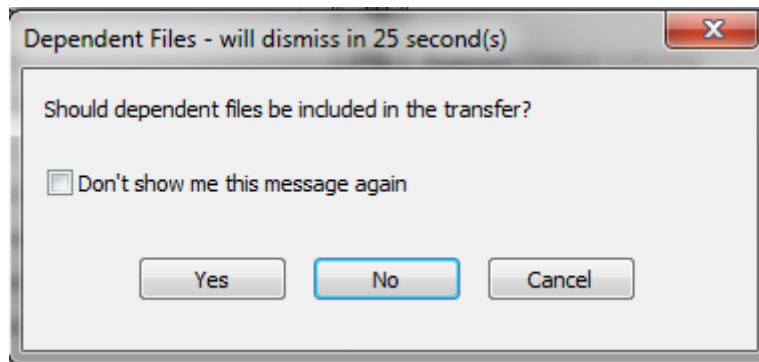 Dependent Files - will dismiss in 25 second(s)
Should dependent files be included in the transfer?
Don't show me this message again
Yes No Cancel